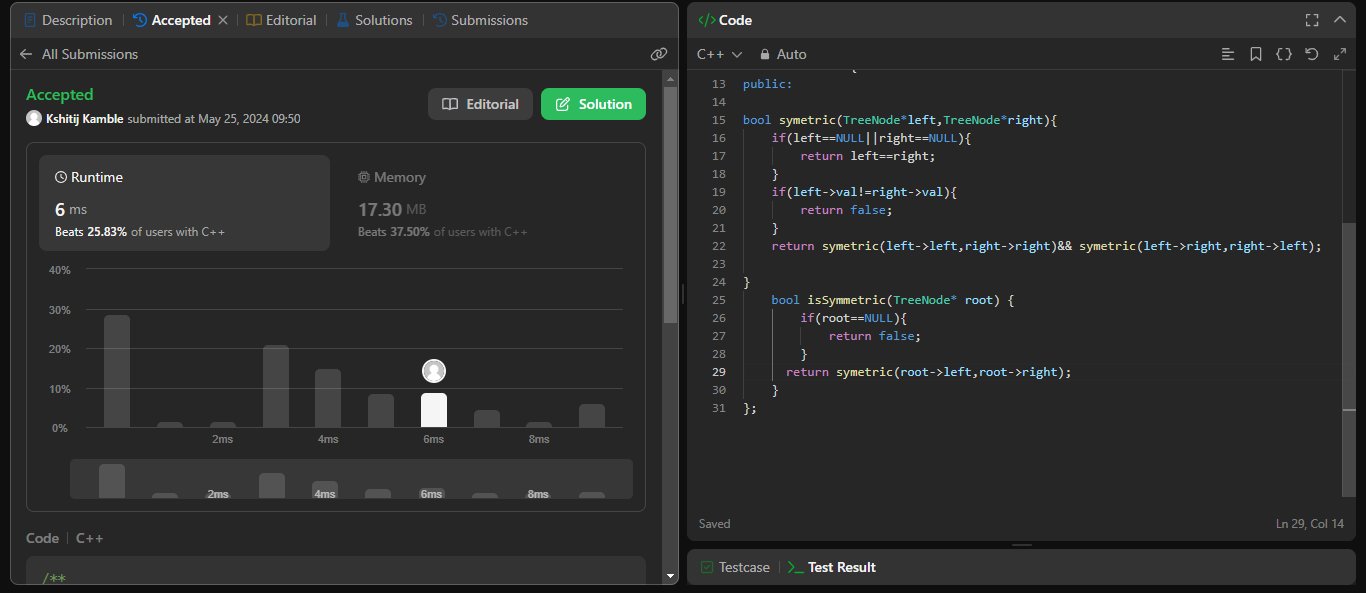 Description | Accepted × Editorial | Solutions | Submissions
← All Submissions
Accepted
Kshitij Kamble submitted at May 25, 2024 09:50
Editorial
Solution
Runtime
6 ms
Beats 25.83% of users with C++
Memory
17.30 MB
Beats 37.50% of users with C++
40%
30%
20%
10%
0%
2ms 4ms 6ms 8ms
2ms 4ms 6ms 8ms
Code | C++
/**
</> Code
C++ Auto
13 public:
14
15 bool symetric(TreeNode*left,TreeNode*right){
16 if(left==NULL||right==NULL){
17 return left==right;
18 }
19 if(left->val!=right->val){
20 return false;
21 }
22 return symetric(left->left,right->right)&& symetric(left->right,right->left);
23
24 }
25 bool isSymmetric(TreeNode* root) {
26 if(root==NULL){
27 return false;
28 }
29 return symetric(root->left,root->right);
30 }
31 };
Saved
Ln 29, Col 14
Testcase | >_ Test Result